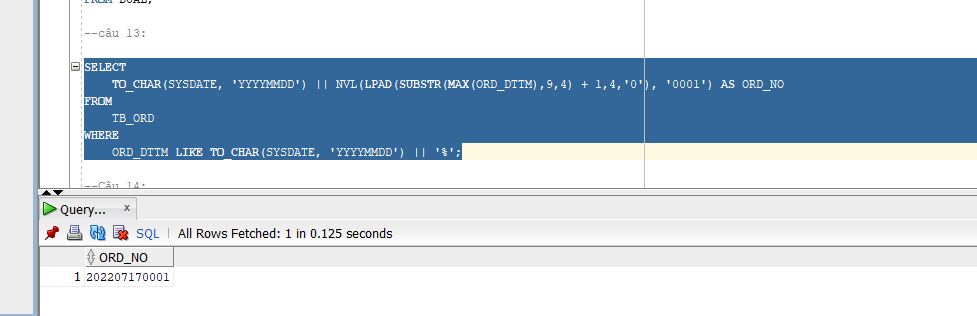 FROM DUAL;
--câu 13:
SELECT
TO_CHAR(SYSDATE, 'YYYYMMDD') || NVL(LPAD(SUBSTR(MAX(ORD_DTTM),9,4) + 1,4,'0'), '0001') AS ORD_NO
FROM
TB_ORD
WHERE
ORD_DTTM LIKE TO_CHAR(SYSDATE, 'YYYYMMDD') || '%';
--Câu 14:
Query... x
SQL | All Rows Fetched: 1 in 0.125 seconds
ORD_NO
1 202207170001